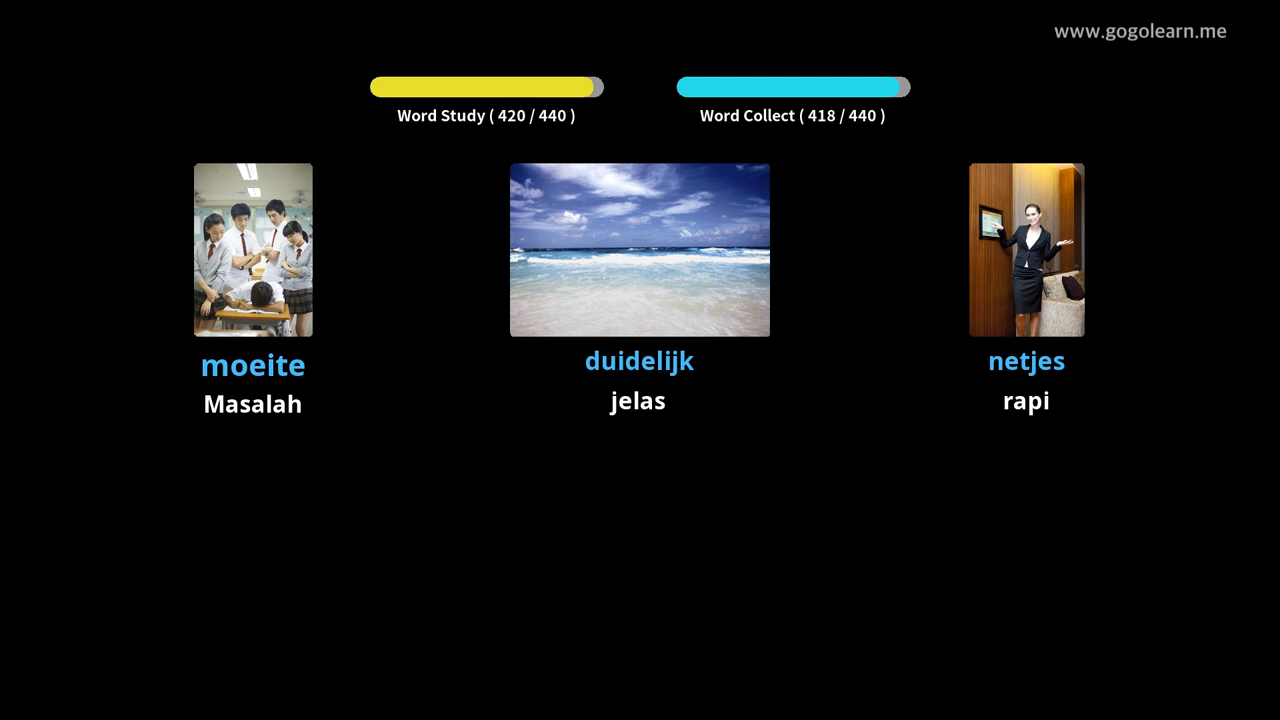 www.gogolearn.me
Word Study ( 420 / 440 )
Word Collect ( 418 / 440 )
moeite
Masalah
duidelijk
jelas
netjes
rapi